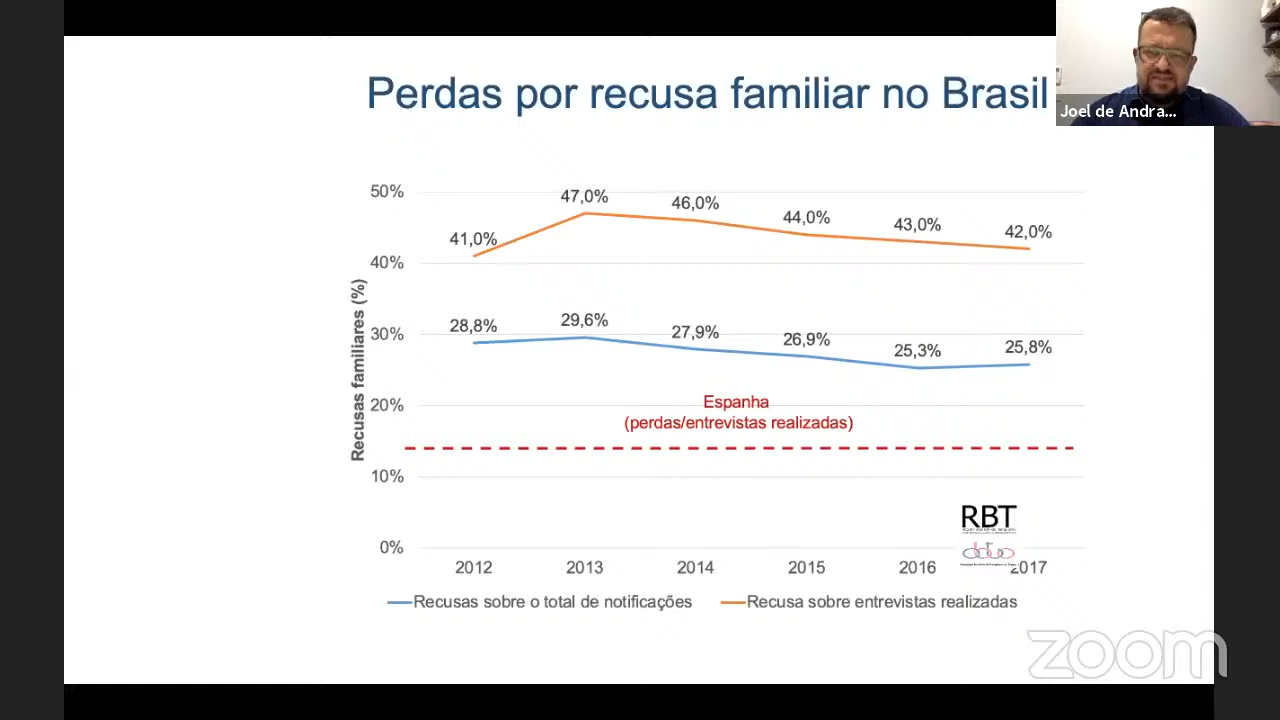 Perdas por recusa familiar no Brasil
Joel de Andra...
Recusas familiares (%)
50%
40%
30%
20%
10%
0%
41,0%
47,0%
46,0%
44,0%
43,0%
42,0%
28,8%
29,6%
27,9%
26,9%
25,3%
25,8%
Espanha
(perdas/entrevistas realizadas)
RBT
2012 2013 2014 2015 2016 2017
Recusas sobre o total de notificações Recusa sobre entrevistas realizadas
zoom